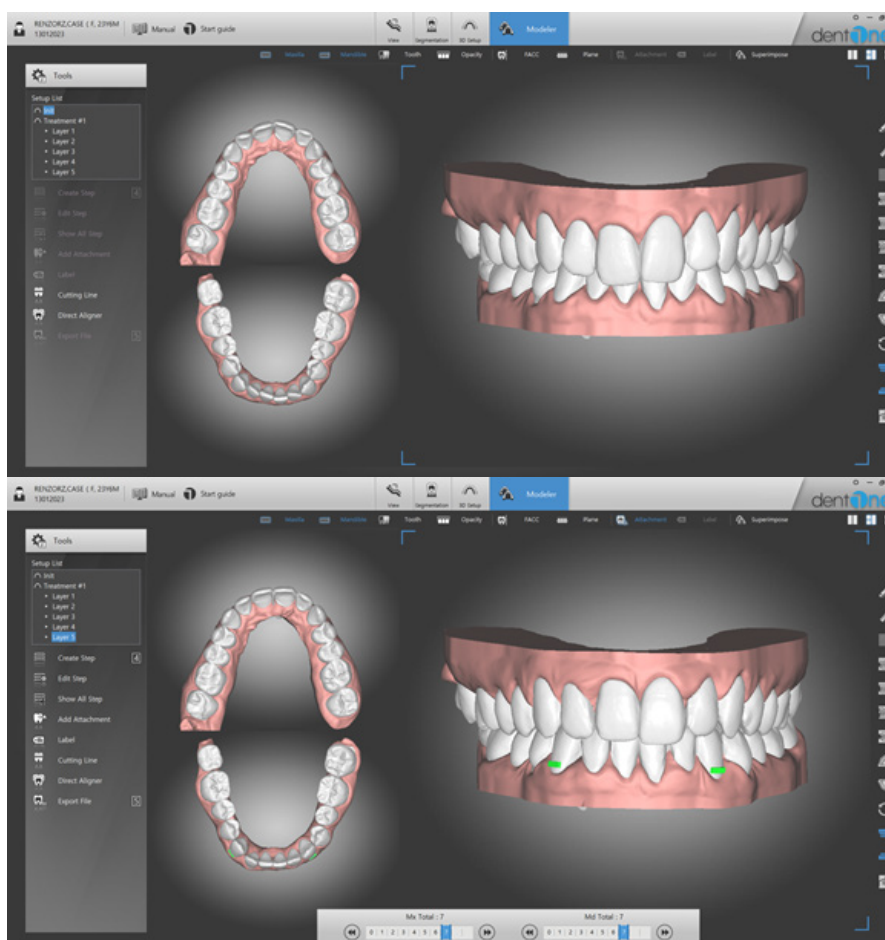 RENZORZ,CASE ( F, 23Y6M
13012023
Manual
Start guide
View
Segmentation
3D Setup
Modeler
dentOne
Maxilla
Mandible
Tooth
Opacity
FACC
Plane
Attachment
Label
Superimpose
Tools
Setup List
Init
Treatment #1
Layer 1
Layer 2
Layer 3
Layer 4
Layer 5
Create Step
Edit Step
Show All Step
Add Attachment
Label
Cutting Line
Direct Aligner
Export File
RENZORZ,CASE ( F, 23Y6M
13012023
Manual
Start guide
View
Segmentation
3D Setup
Modeler
dentOne
Maxilla
Mandible
Tooth
Opacity
FACC
Plane
Attachment
Label
Superimpose
Tools
Setup List
Init
Treatment #1
Layer 1
Layer 2
Layer 3
Layer 4
Layer 5
Create Step
Edit Step
Show All Step
Add Attachment
Label
Cutting Line
Direct Aligner
Export File
Mx Total : 7
Md Total : 7
0 1 2 3 4 5 6 7
0 1 2 3 4 5 6 7